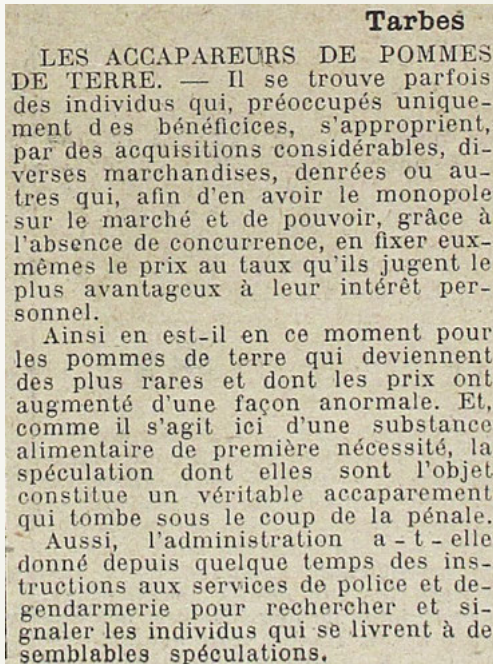 Tarbes
LES ACCAPAREURS DE POMMES
DE TERRE. — Il se trouve parfois
des individus qui, préoccupés unique-
ment des bénéficices, s'approprient,
par des acquisitions considérables, di-
verses marchandises, denrées ou au-
tres qui, afin d'en avoir le monopole
sur le marché et de pouvoir, grâce à
l'absence de concurrence, en fixer eux-
mêmes le prix au taux qu'ils jugent le
plus avantageux à leur intérêt per-
sonnel.
Ainsi en est-il en ce moment pour
les pommes de terre qui deviennent
des plus rares et dont les prix ont
augmenté d'une façon anormale. Et,
comme il s'agit ici d'une substance
alimentaire de première nécessité, la
spéculation dont elles sont l'objet
constitue un véritable accaparement
qui tombe sous le coup de la pénale.
Aussi, l'administration a-t-elle
donné depuis quelque temps des ins-
tructions aux services de police et de-
gendarmerie pour rechercher et si-
gnaler les individus qui se livrent à de
semblables spéculations.